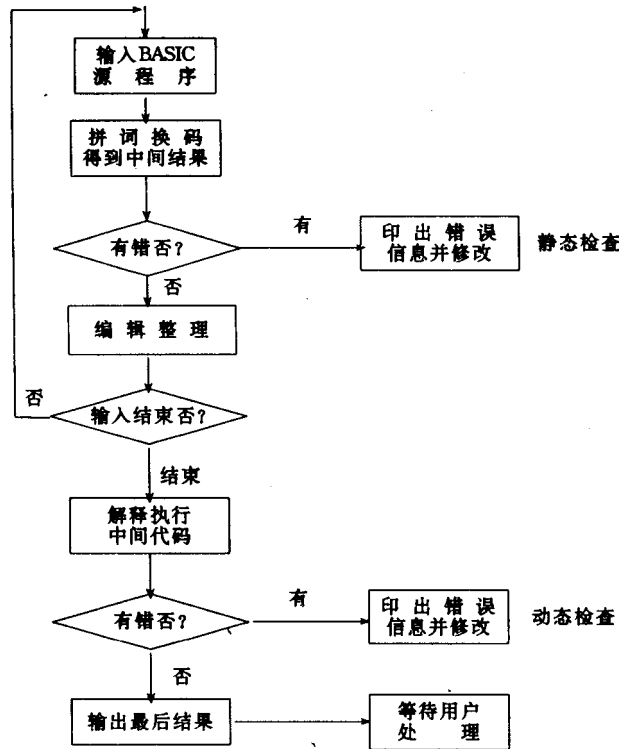 输入BASIC
源程序
拼词换码
得到中间结果
有错否？
有
印出错误
信息并修改
静态检查
否
编辑整理
否
输入结束否？
结束
解释执行
中间代码
有错否？
有
印出错误
信息并修改
动态检查
否
输出最后结果
等待用户
处理